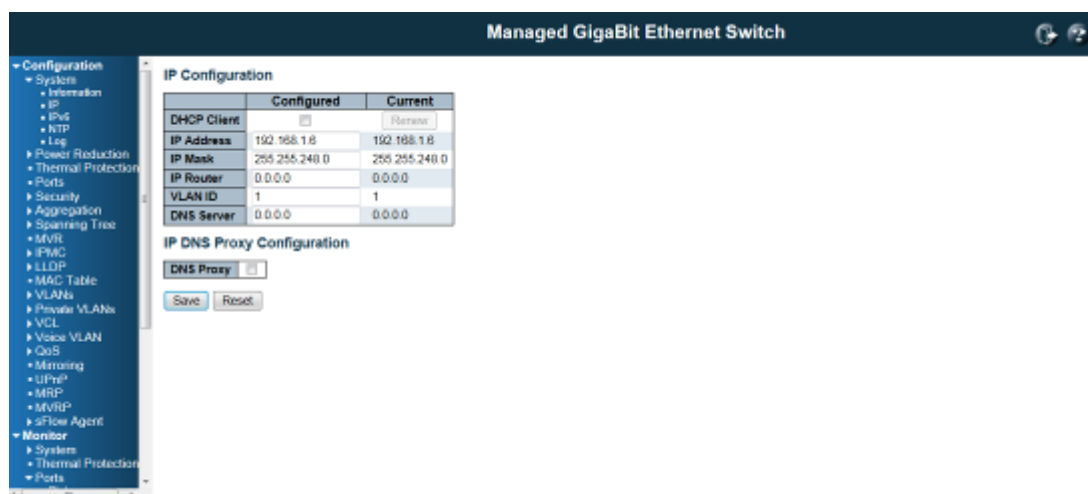 Managed GigaBit Ethernet Switch
Configuration
System
Information
IP
IPv6
NTP
Log
Power Reduction
Thermal Protection
Ports
Security
Aggregation
Spanning Tree
MVR
IPMC
LLDP
MAC Table
VLANs
Private VLANs
VCL
Voice VLAN
QoS
Mirroring
UPnP
MRP
MVRP
sFlow Agent
Monitor
System
Thermal Protection
Ports
IP Configuration
Configured Current
DHCP Client Renew
IP Address 192.168.1.6 192.168.1.6
IP Mask 255.255.248.0 255.255.248.0
IP Router 0.0.0.0 0.0.0.0
VLAN ID 1 1
DNS Server 0.0.0.0 0.0.0.0
IP DNS Proxy Configuration
DNS Proxy
Save Reset